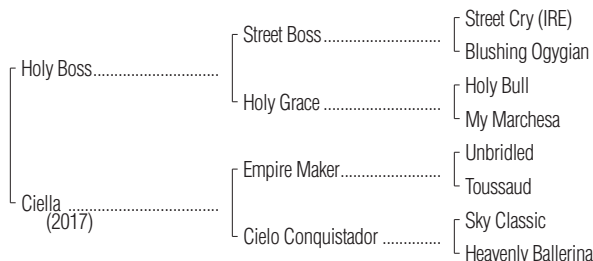 Street Cry (IRE)
Street Boss
Blushing Ogygian
Holy Boss
Holy Bull
Holy Grace
My Marchesa
Unbridled
Empire Maker
Toussaud
Ciella
(2017)
Sky Classic
Cielo Conquistador
Heavenly Ballerina